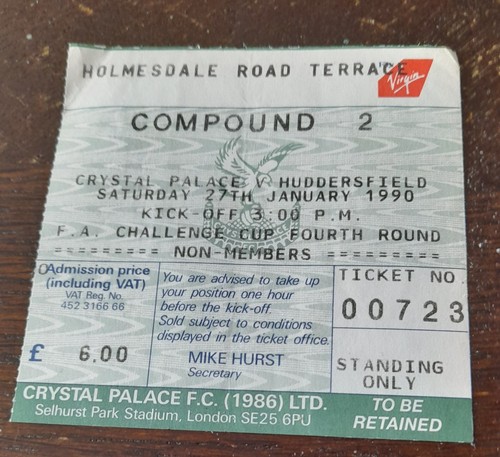 HOLMESDALE ROAD TERRACE
Virgin
COMPOUND 2
CRYSTAL PALACE V HUDDERSFIELD
SATURDAY 27TH JANUARY 1990
KICK-OFF 3:00 P.M.
F.A. CHALLENGE CUP FOURTH ROUND
========= NON-MEMBERS =========
Admission price
(including VAT)
VAT Reg. No.
452 3166 66
£ 6.00
You are advised to take up
your position one hour
before the kick-off.
Sold subject to conditions
displayed in the ticket office.
MIKE HURST
Secretary
TICKET NO.
00723
STANDING
ONLY
CRYSTAL PALACE F.C. (1986) LTD.
Selhurst Park Stadium, London SE25 6PU
TO BE
RETAINED